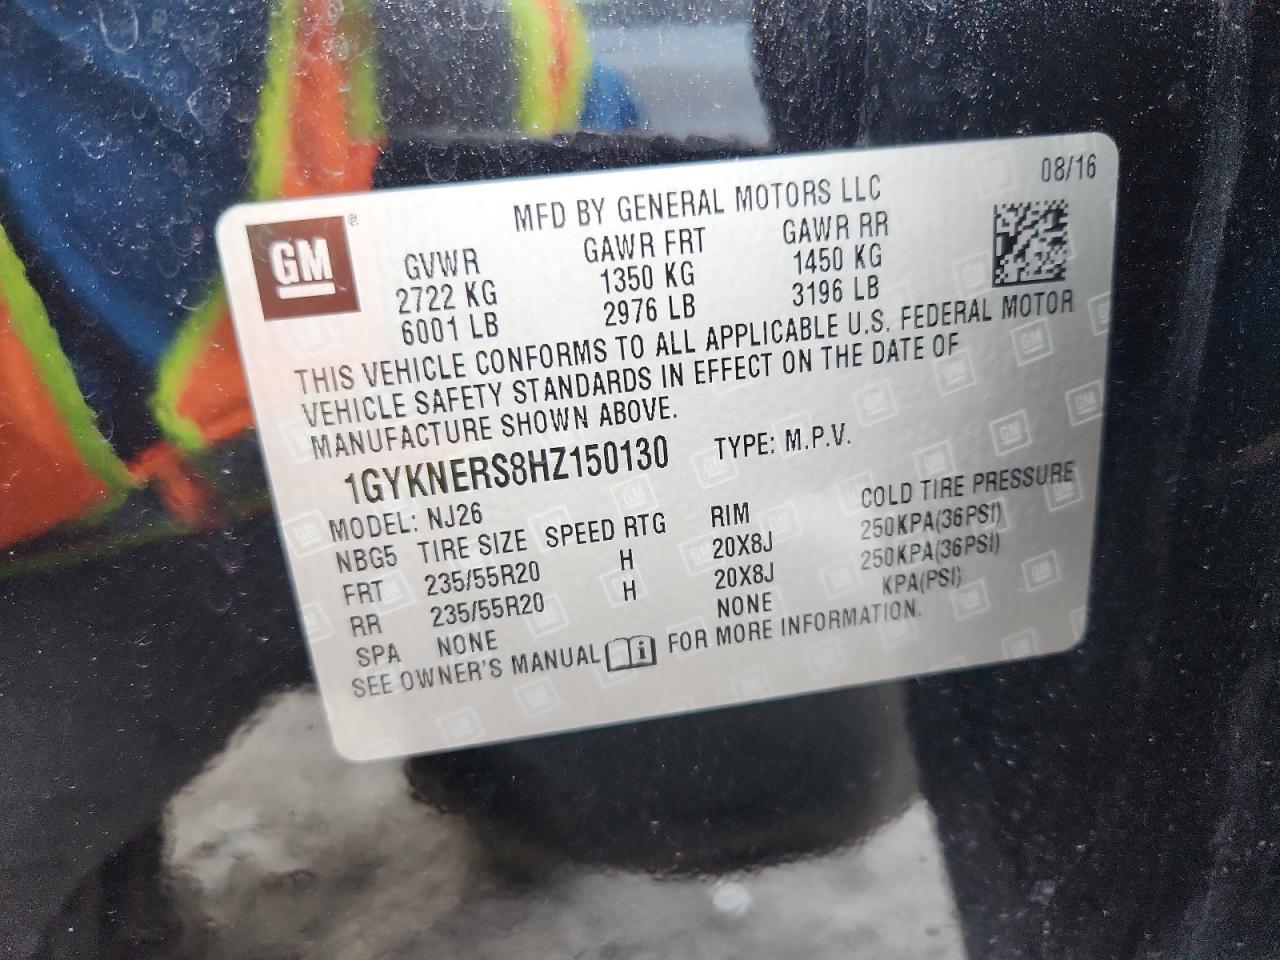 08/16
MFD BY GENERAL MOTORS LLC
GM®
GVWR GAWR FRT GAWR RR
2722 KG 1350 KG 1450 KG
6001 LB 2976 LB 3196 LB
THIS VEHICLE CONFORMS TO ALL APPLICABLE U.S. FEDERAL MOTOR
VEHICLE SAFETY STANDARDS IN EFFECT ON THE DATE OF
MANUFACTURE SHOWN ABOVE.
1GYKNERS8HZ150130 TYPE: M.P.V.
MODEL: NJ26
NBG5 TIRE SIZE SPEED RTG RIM COLD TIRE PRESSURE
FRT 235/55R20 H 20X8J 250KPA(36PSI)
RR 235/55R20 H 20X8J 250KPA(36PSI)
SPA NONE NONE KPA(PSI)
SEE OWNER'S MANUAL FOR MORE INFORMATION.